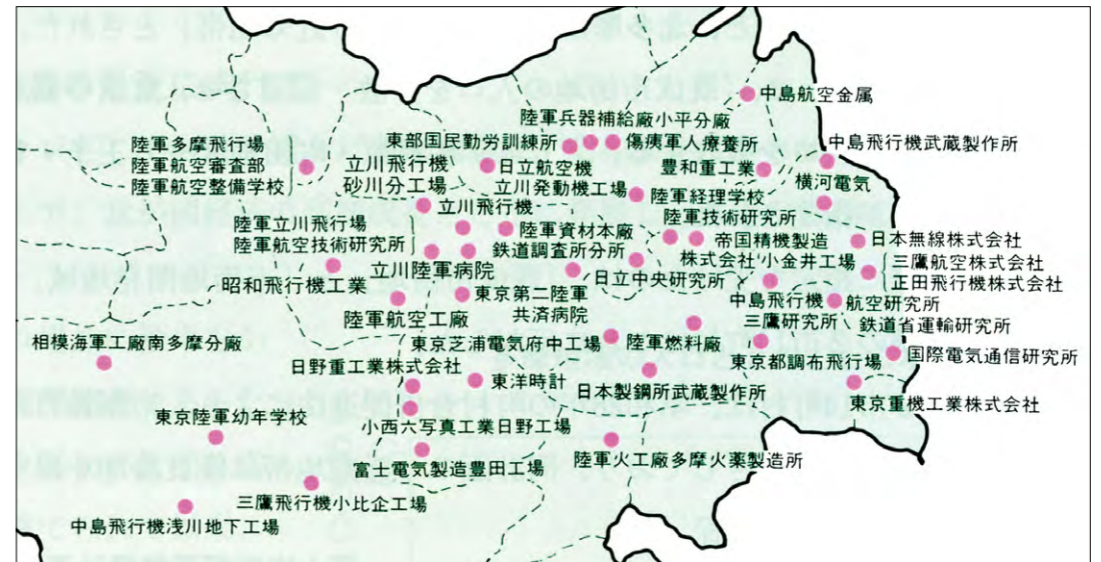 中島航空金属
陸軍兵器補給廠小平分廠
東部国民勤労訓練所
傷痍軍人療養所
中島飛行機武蔵製作所
陸軍多摩飛行場
陸軍航空審査部
陸軍航空整備学校
立川飛行機
砂川分工場
日立航空機
豊和重工業
横河電気
立川発動機工場
陸軍経理学校
立川飛行機
陸軍技術研究所
陸軍立川飛行場
陸軍航空技術研究所
陸軍資材本廠
帝国精機製造
株式会社小金井工場
日本無線株式会社
鉄道調査所分所
立川陸軍病院
日立中央研究所
三鷹航空株式会社
正田飛行機株式会社
昭和飛行機工業
東京第二陸軍
共済病院
中島飛行機
三鷹研究所
航空研究所
陸軍航空工廠
鉄道省運輸研究所
相模海軍工廠南多摩分廠
東京芝浦電気府中工場
陸軍燃料廠
東京都調布飛行場
国際電気通信研究所
日野重工業株式会社
東洋時計
日本製鋼所武蔵製作所
東京重機工業株式会社
東京陸軍幼年学校
小西六写真工業日野工場
富士電気製造豊田工場
陸軍火工廠多摩火薬製造所
三鷹飛行機小比企工場
中島飛行機浅川地下工場